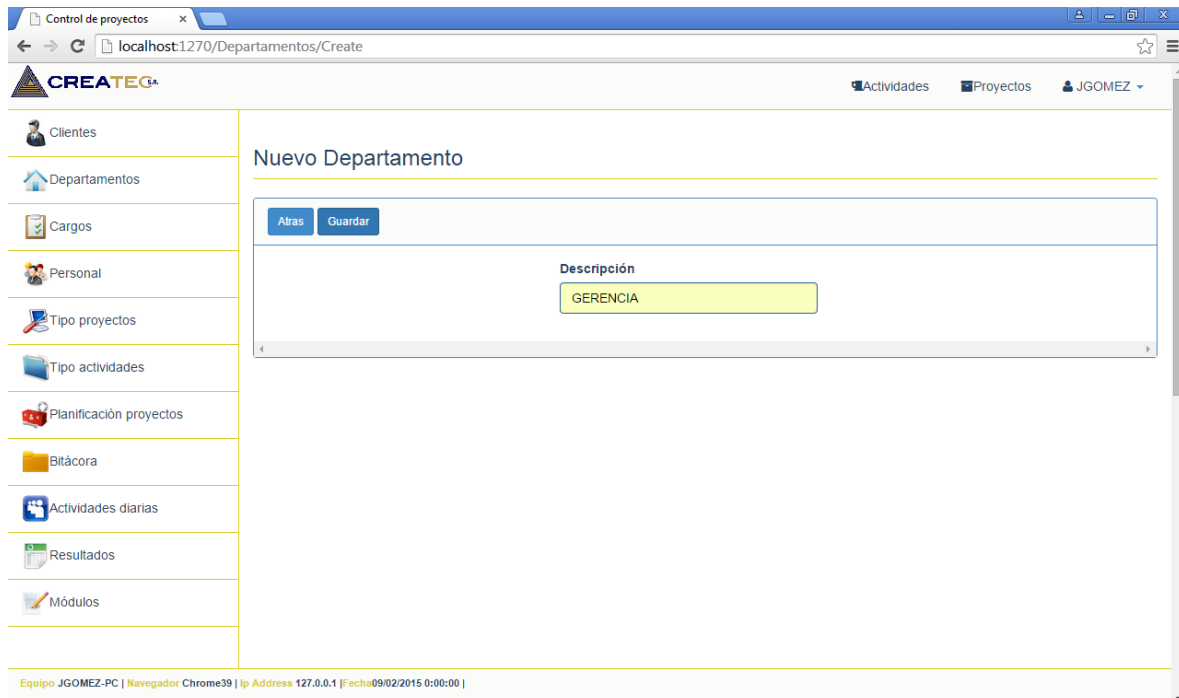 Control de proyectos
localhost:1270/Departamentos/Create
CREATEC S.A.
Actividades
Proyectos
JGOMEZ
Clientes
Departamentos
Cargos
Personal
Tipo proyectos
Tipo actividades
Planificaciòn proyectos
Bitácora
Actividades diarias
Resultados
Módulos
Nuevo Departamento
Atras
Guardar
Descripción
GERENCIA
Equipo JGOMEZ-PC | Navegador Chrome39 | Ip Address 127.0.0.1 |Fecha09/02/2015 0:00:00 |